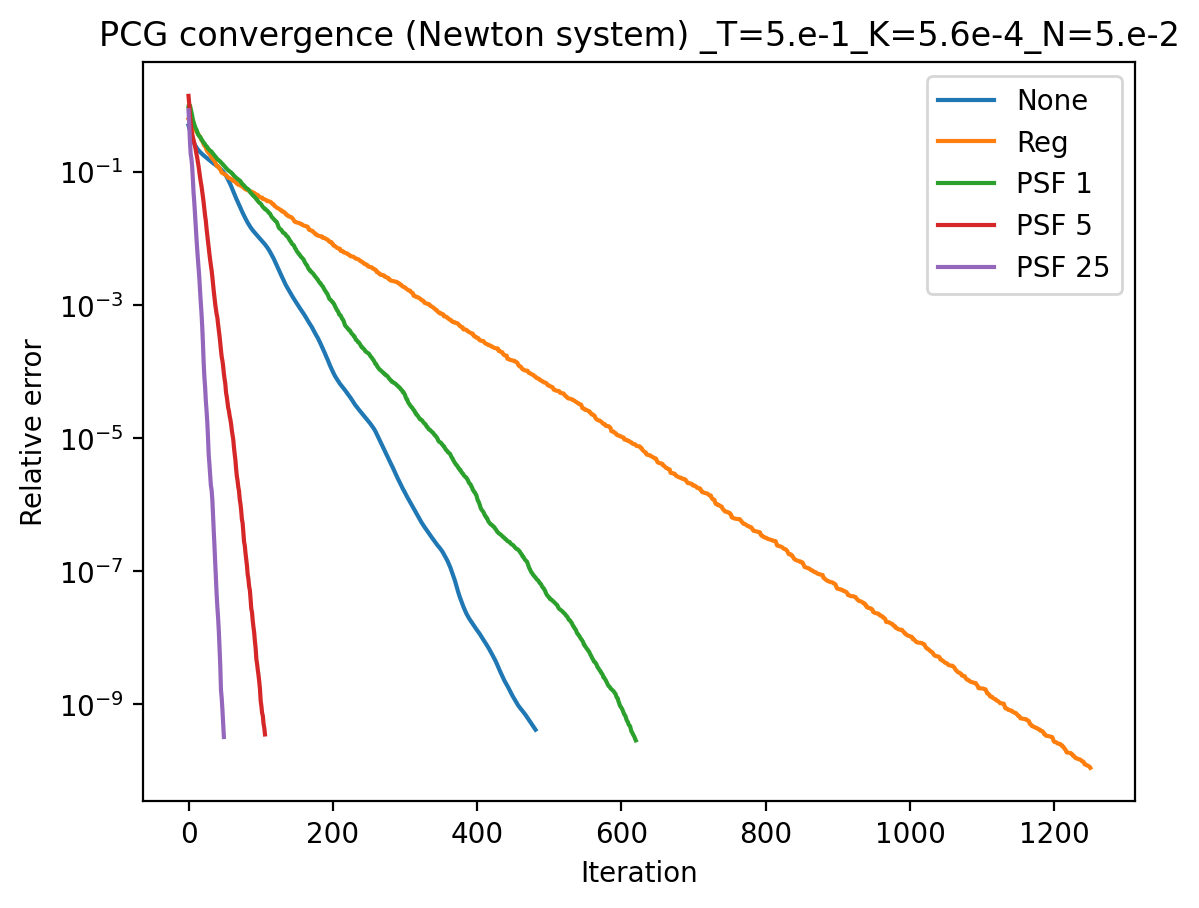 PCG convergence (Newton system) _T=5.e-1_K=5.6e-4_N=5.e-2
None
Reg
PSF 1
PSF 5
PSF 25
Relative error
10⁻¹
10⁻³
10⁻⁵
10⁻⁷
10⁻⁹
0 200 400 600 800 1000 1200
Iteration